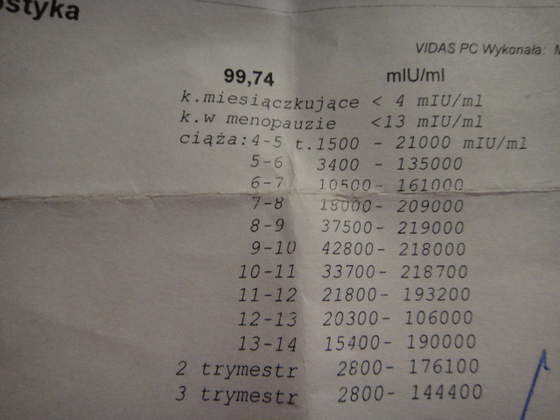 VIDAS PC Wykonała:
99,74 mIU/ml
k.miesiączkujące < 4 mIU/ml
k.w menopauzie <13 mIU/ml
ciąża:4-5 t.1500 - 21000 mIU/ml
5-6 3400 - 135000
6-7 10500- 161000
7-8 18000- 209000
8-9 37500- 219000
9-10 42800- 218000
10-11 33700- 218700
11-12 21800- 193200
12-13 20300- 106000
13-14 15400- 190000
2 trymestr 2800- 176100
3 trymestr 2800- 144400